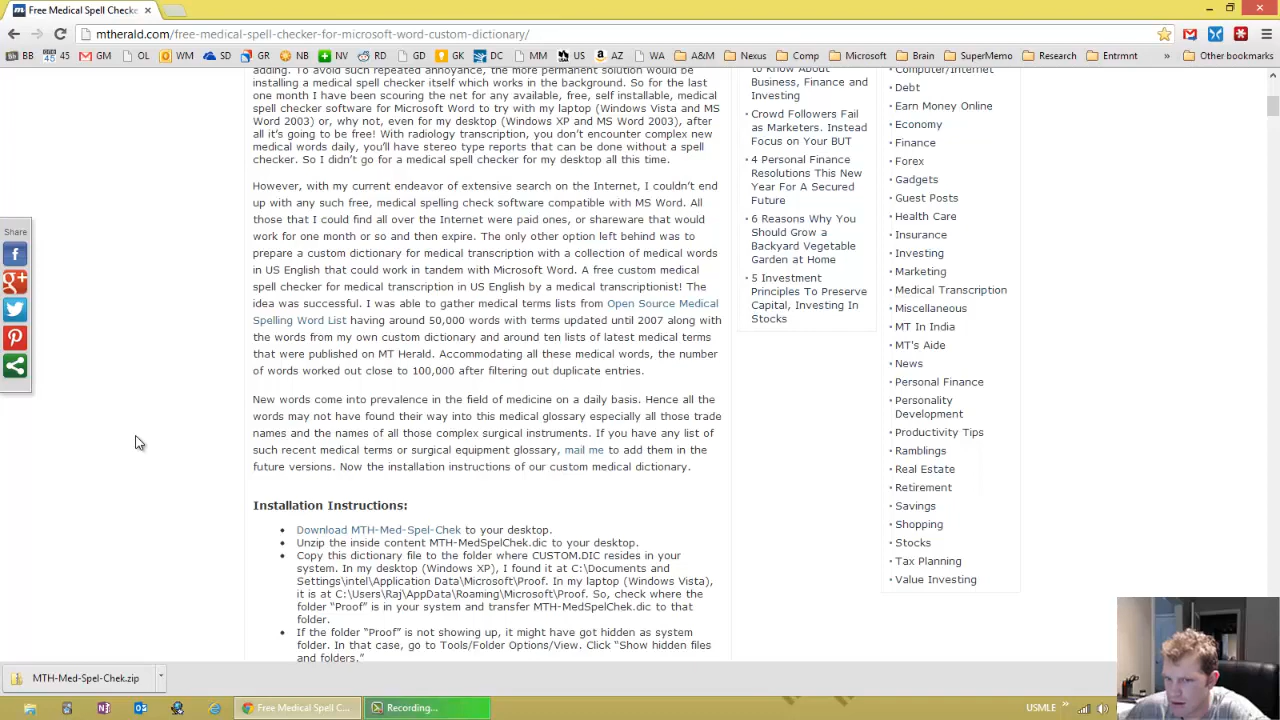 Free Medical Spell Checke
mtherald.com/free-medical-spell-checker-for-microsoft-word-custom-dictionary/
BB 45 GM OL WM SD GR NB NV RD GD GK DC MM US AZ WA A&M Nexus Comp Microsoft Brain SuperMemo Research Entrmnt » Other bookmarks
adding. To avoid such repeated annoyance, the more permanent solution would be
installing a medical spell checker itself which works in the background. So for the last
one month I have been scouring the net for any available, free, self installable, medical
spell checker software for Microsoft Word to try with my laptop (Windows Vista and MS
Word 2003) or, why not, even for my desktop (Windows XP and MS Word 2003), after
all it's going to be free! With radiology transcription, you don't encounter complex new
medical words daily, you'll have stereo type reports that can be done without a spell
checker. So I didn't go for a medical spell checker for my desktop all this time.
However, with my current endeavor of extensive search on the Internet, I couldn't end
up with any such free, medical spelling check software compatible with MS Word. All
those that I could find all over the Internet were paid ones, or shareware that would
work for one month or so and then expire. The only other option left behind was to
prepare a custom dictionary for medical transcription with a collection of medical words
in US English that could work in tandem with Microsoft Word. A free custom medical
spell checker for medical transcription in US English by a medical transcriptionist! The
idea was successful. I was able to gather medical terms lists from Open Source Medical
Spelling Word List having around 50,000 words with terms updated until 2007 along with
the words from my own custom dictionary and around ten lists of latest medical terms
that were published on MT Herald. Accommodating all these medical words, the number
of words worked out close to 100,000 after filtering out duplicate entries.
New words come into prevalence in the field of medicine on a daily basis. Hence all the
words may not have found their way into this medical glossary especially all those trade
names and the names of all those complex surgical instruments. If you have any list of
such recent medical terms or surgical equipment glossary, mail me to add them in the
future versions. Now the installation instructions of our custom medical dictionary.
Installation Instructions:
• Download MTH-Med-Spel-Chek to your desktop.
• Unzip the inside content MTH-MedSpelChek.dic to your desktop.
• Copy this dictionary file to the folder where CUSTOM.DIC resides in your
system. In my desktop (Windows XP), I found it at C:\Documents and
Settings\intel\Application Data\Microsoft\Proof. In my laptop (Windows Vista),
it is at C:\Users\Raj\AppData\Roaming\Microsoft\Proof. So, check where the
folder "Proof" is in your system and transfer MTH-MedSpelChek.dic to that
folder.
• If the folder "Proof" is not showing up, it might have got hidden as system
folder. In that case, go to Tools/Folder Options/View. Click "Show hidden files
and folders."
to Know About
Business, Finance and
Investing
• Crowd Followers Fail
as Marketers. Instead
Focus on Your BUT
• 4 Personal Finance
Resolutions This New
Year For A Secured
Future
• 6 Reasons Why You
Should Grow a
Backyard Vegetable
Garden at Home
• 5 Investment
Principles To Preserve
Capital, Investing In
Stocks
• Computer/Internet
• Debt
• Earn Money Online
• Economy
• Finance
• Forex
• Gadgets
• Guest Posts
• Health Care
• Insurance
• Investing
• Marketing
• Medical Transcription
• Miscellaneous
• MT In India
• MT's Aide
• News
• Personal Finance
• Personality
Development
• Productivity Tips
• Ramblings
• Real Estate
• Retirement
• Savings
• Shopping
• Stocks
• Tax Planning
• Value Investing
Share
MTH-Med-Spel-Chek.zip
Free Medical Spell C...
Recording...
USMLE »